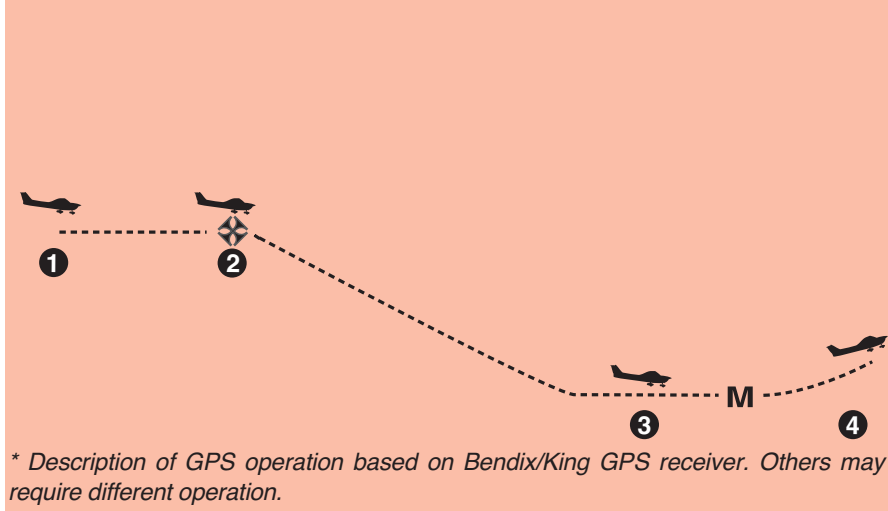 1
2
M
3
4
* Description of GPS operation based on Bendix/King GPS receiver. Others may
require different operation.